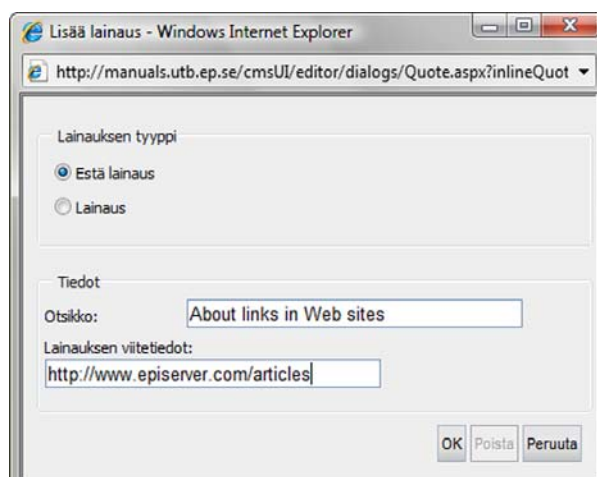 Lisää lainaus - Windows Internet Explorer
http://manuals.utb.ep.se/cmsUI/editor/dialogs/Quote.aspx?inlineQuot
Lainauksen tyyppi
Estä lainaus
Lainaus
Tiedot
Otsikko: About links in Web sites
Lainauksen viitetiedot:
http://www.episerver.com/articles
OK Poista Peruuta